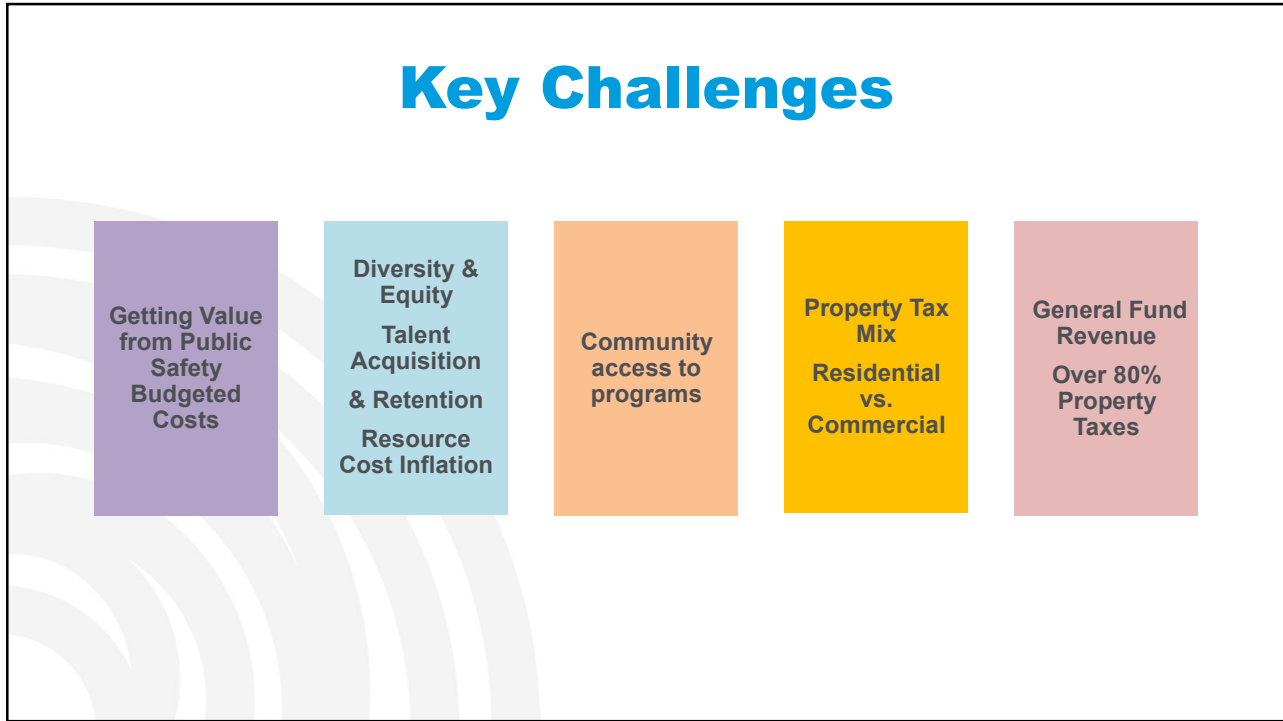 Key Challenges
Getting Value
from Public
Safety
Budgeted
Costs
Diversity &
Equity
Talent
Acquisition
& Retention
Resource
Cost Inflation
Community
access to
programs
Property Tax
Mix
Residential
vs.
Commercial
General Fund
Revenue
Over 80%
Property
Taxes